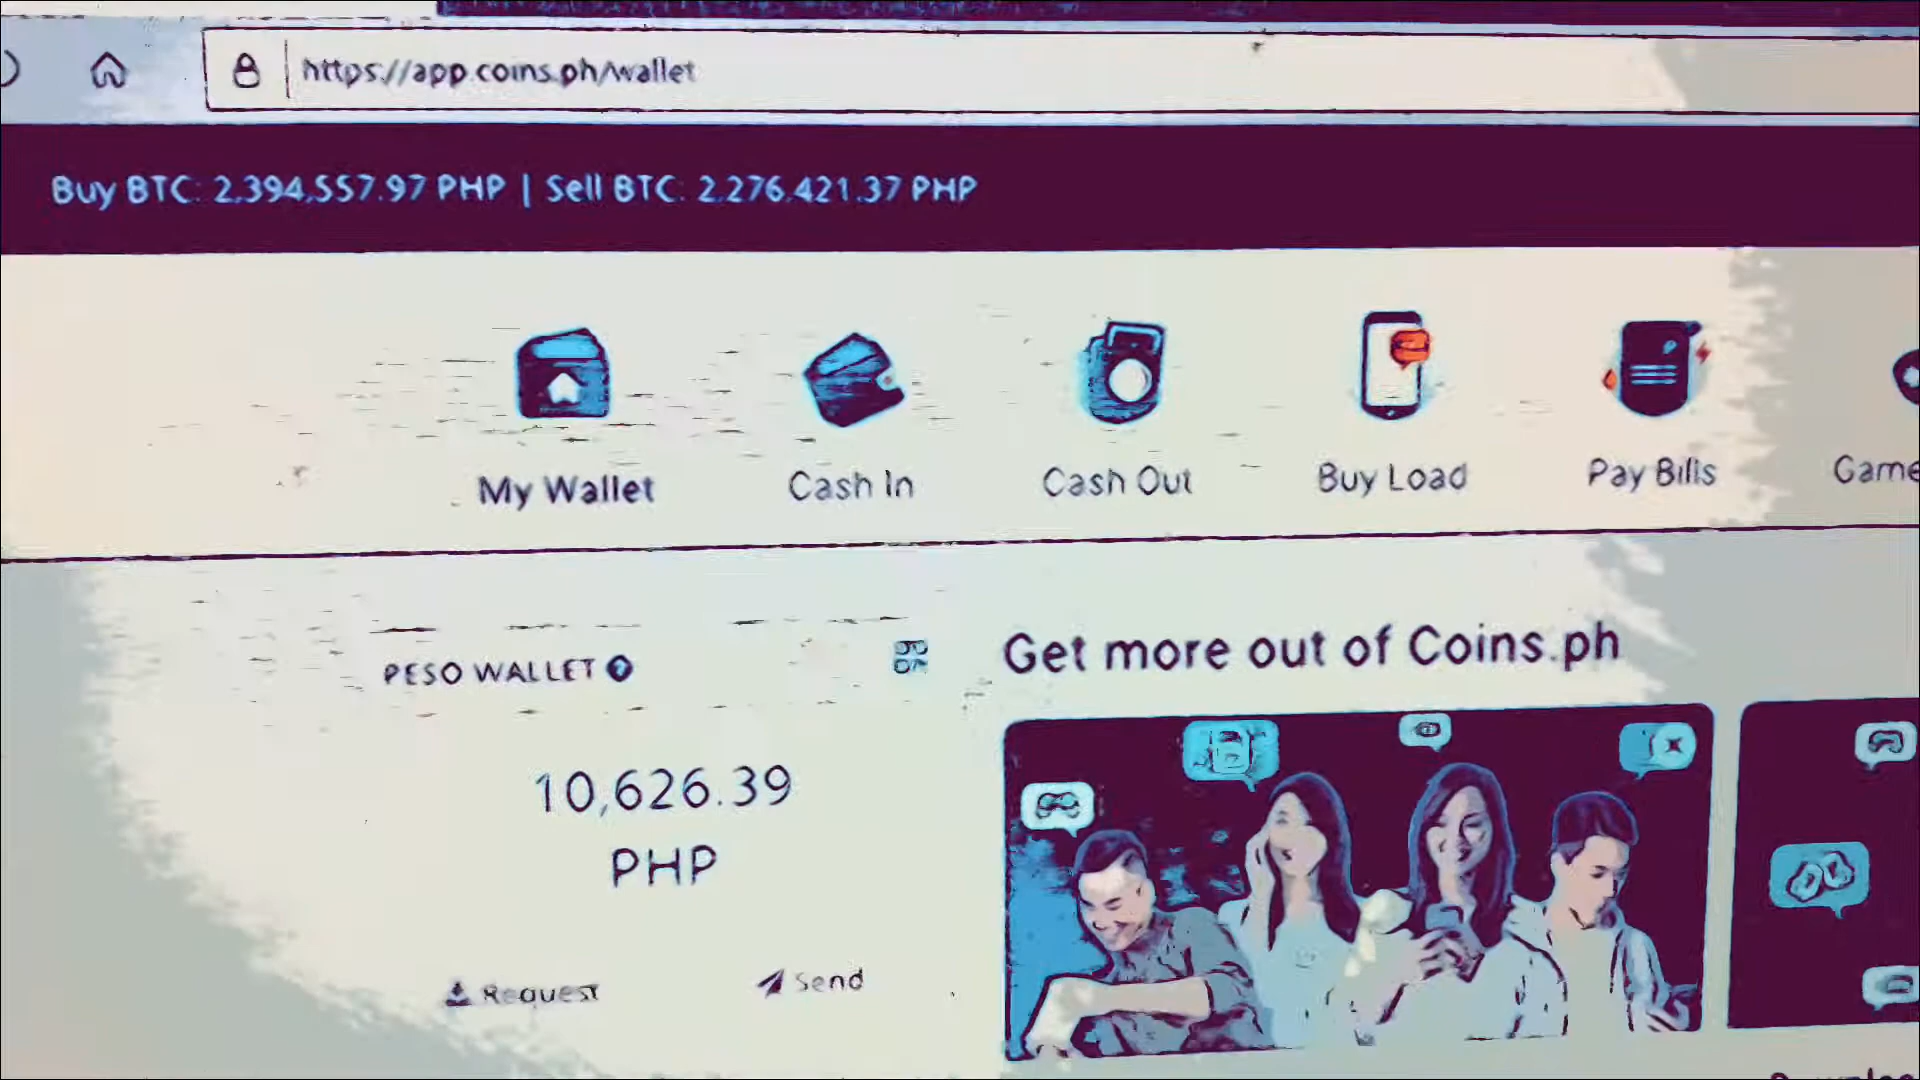 https://app.coins.ph/wallet
Buy BTC: 2,394,557.97 PHP | Sell BTC: 2,276,421.37 PHP
My Wallet
Cash In
Cash Out
Buy Load
Pay Bills
Game
PESO WALLET
Get more out of Coins.ph
10,626.39
PHP
Request
Send